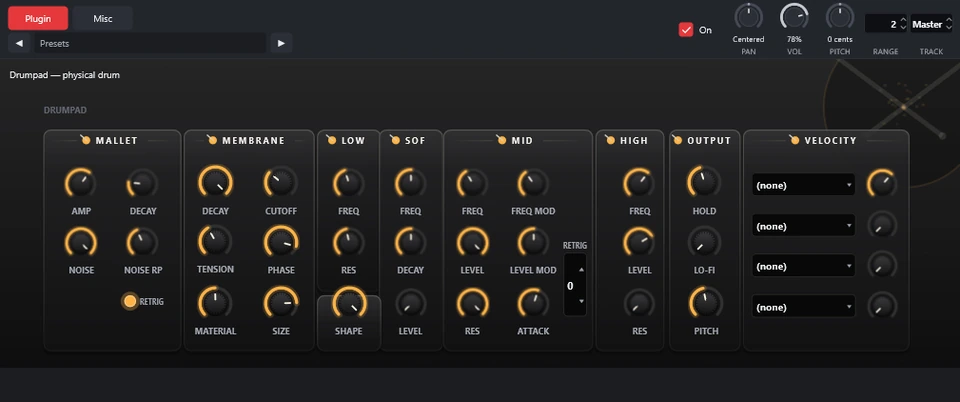 Plugin Misc
Presets
On
Centered 78% 0 cents 2 Master
PAN VOL PITCH RANGE TRACK
Drumpad — physical drum
DRUMPAD
MALLET MEMBRANE LOW SOF MID HIGH OUTPUT VELOCITY
AMP DECAY DECAY CUTOFF FREQ FREQ FREQ FREQ MOD FREQ HOLD (none)
(none)
RETRIG
NOISE NOISE RP TENSION PHASE RES DECAY LEVEL LEVEL MOD LEVEL LO-FI (none)
0
RETRIG (none)
MATERIAL SIZE SHAPE LEVEL RES ATTACK RES PITCH